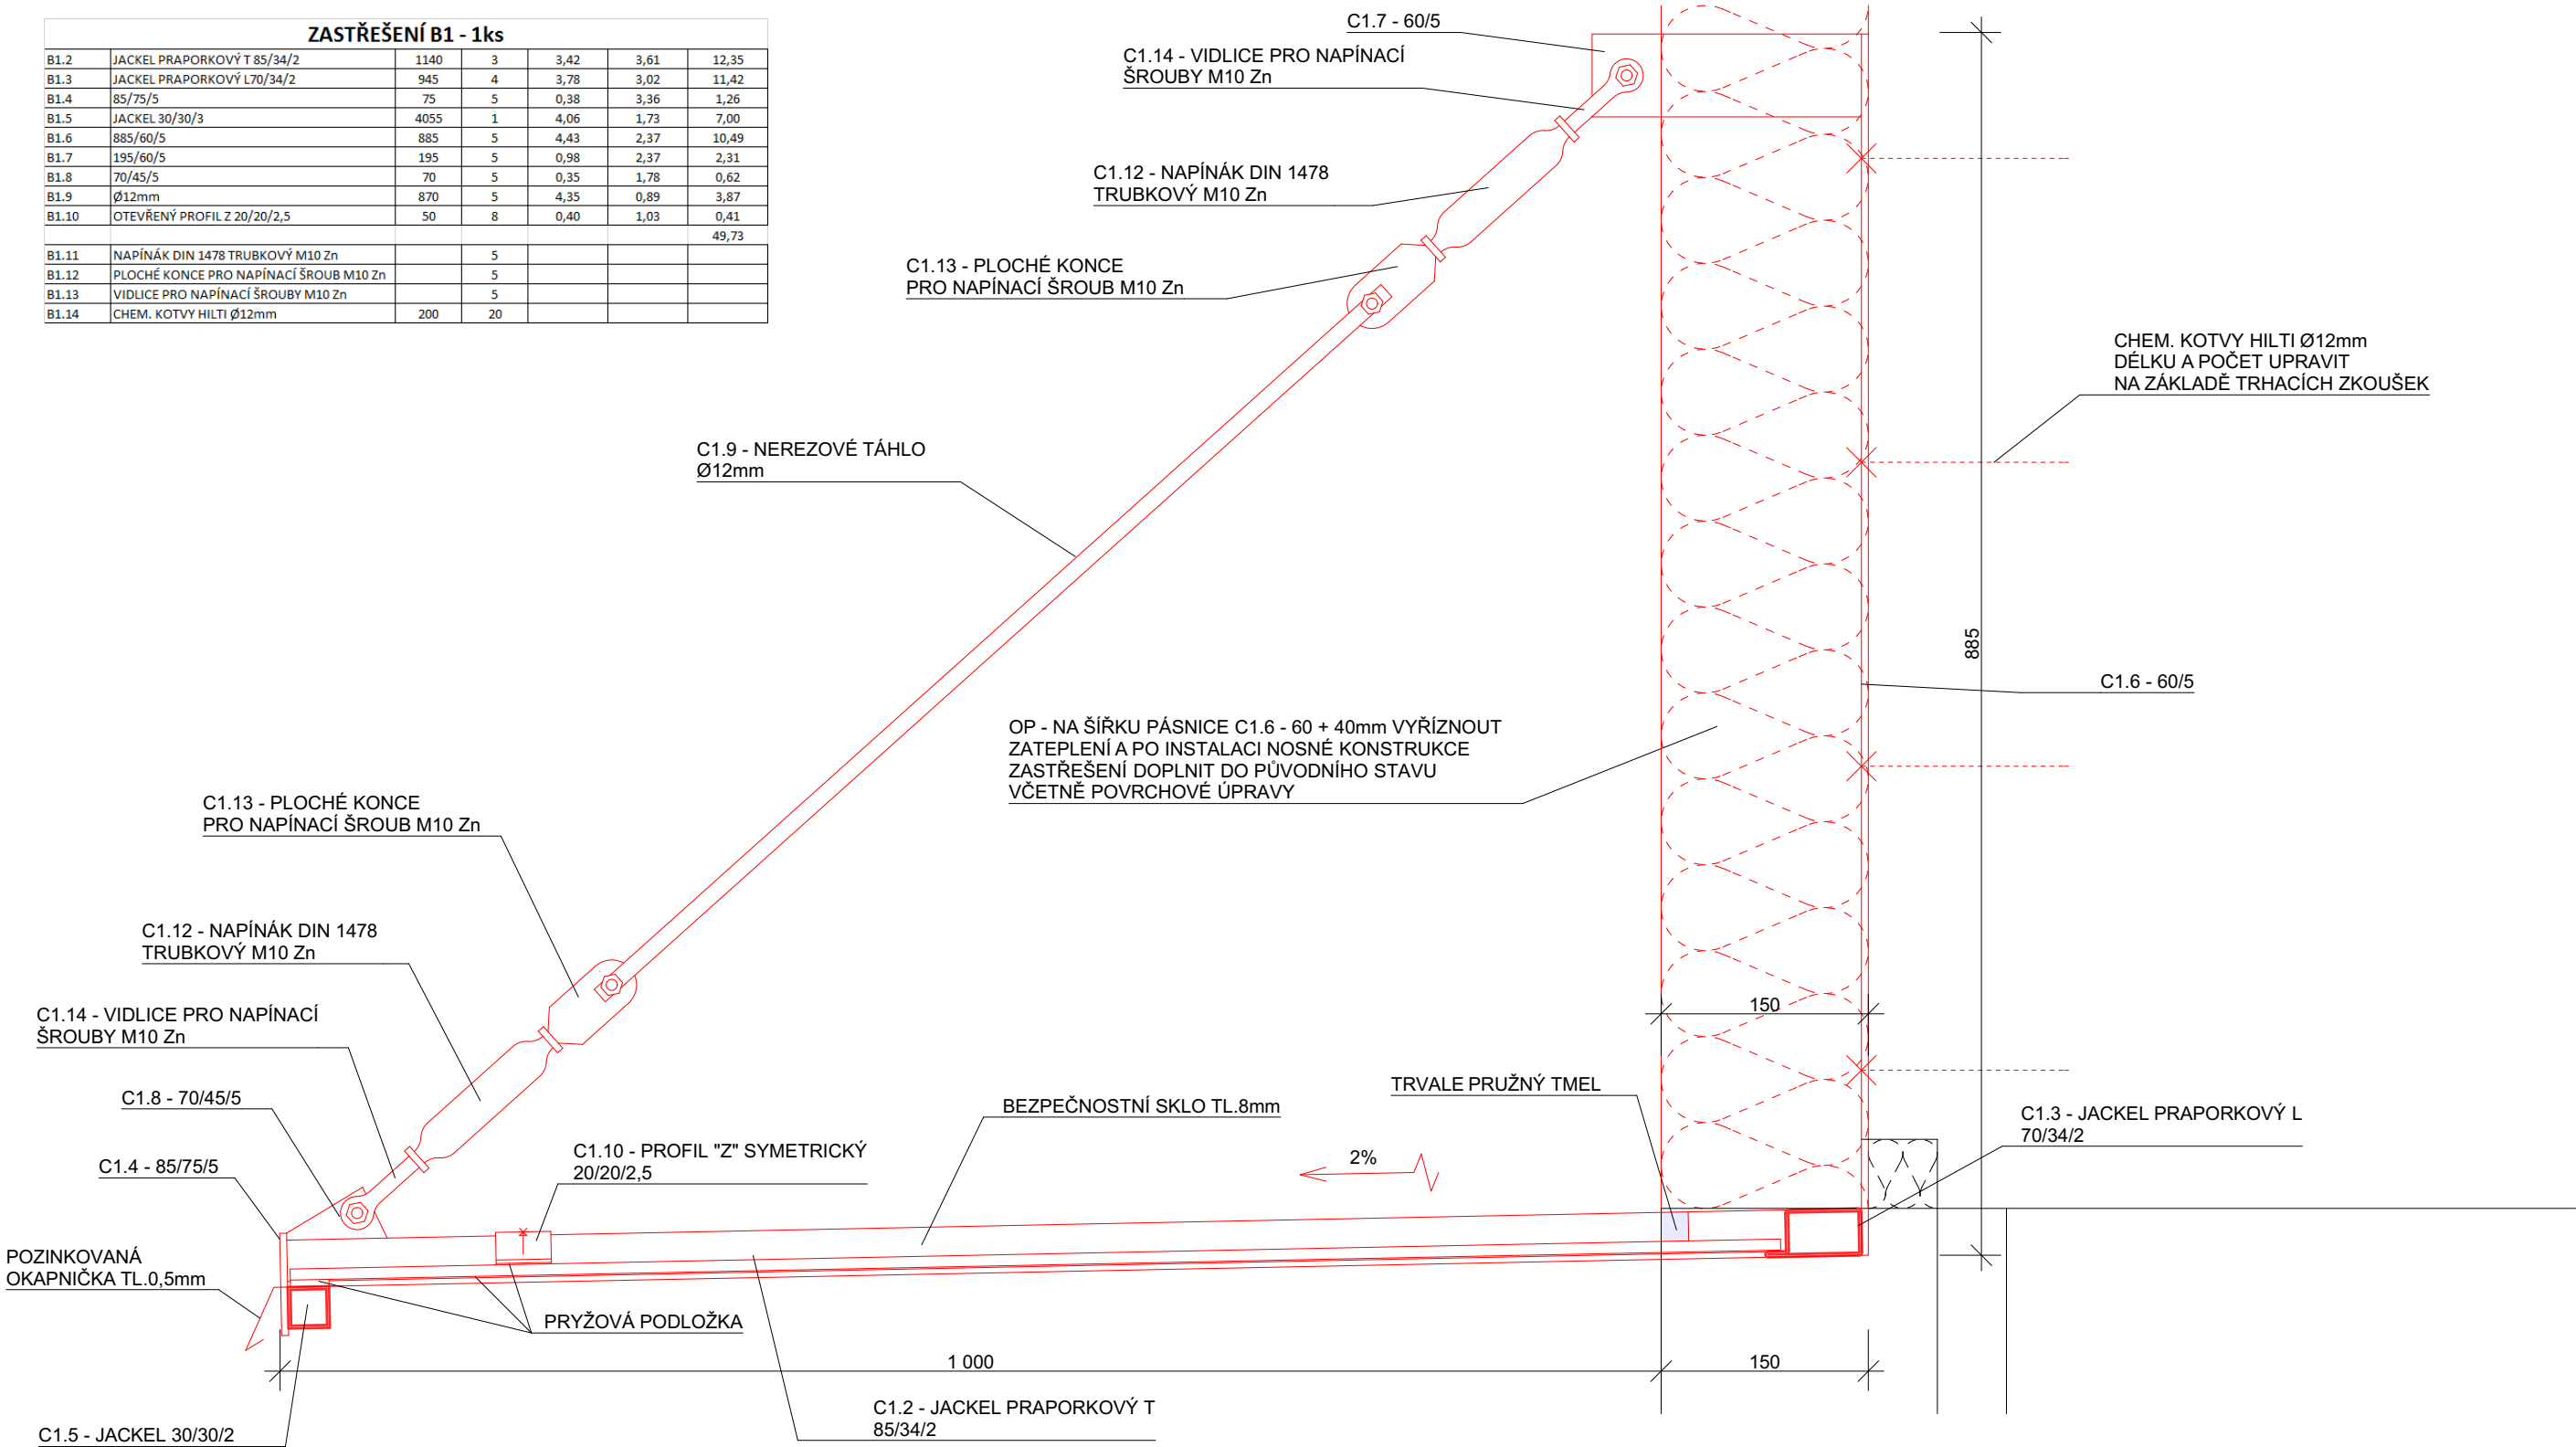 ZASTŘEŠENÍ B1 - 1ks
B1.2 JACKEL PRAPORKOVÝ T 85/34/2 1140 3 3,42 3,61 12,35
B1.3 JACKEL PRAPORKOVÝ L70/34/2 945 4 3,78 3,02 11,42
B1.4 85/75/5 75 5 0,38 3,36 1,26
B1.5 JACKEL 30/30/3 4055 1 4,06 1,73 7,00
B1.6 885/60/5 885 5 4,43 2,37 10,49
B1.7 195/60/5 195 5 0,98 2,37 2,31
B1.8 70/45/5 70 5 0,35 1,78 0,62
B1.9 Ø12mm 870 5 4,35 0,89 3,87
B1.10 OTEVŘENÝ PROFIL Z 20/20/2,5 50 8 0,40 1,03 0,41
49,73
B1.11 NAPÍNÁK DIN 1478 TRUBKOVÝ M10 Zn 5
B1.12 PLOCHÉ KONCE PRO NAPÍNACÍ ŠROUB M10 Zn 5
B1.13 VIDLICE PRO NAPÍNACÍ ŠROUBY M10 Zn 5
B1.14 CHEM. KOTVY HILTI Ø12mm 200 20
C1.7 - 60/5
C1.14 - VIDLICE PRO NAPÍNACÍ
ŠROUBY M10 Zn
C1.12 - NAPÍNÁK DIN 1478
TRUBKOVÝ M10 Zn
C1.13 - PLOCHÉ KONCE
PRO NAPÍNACÍ ŠROUB M10 Zn
CHEM. KOTVY HILTI Ø12mm
DÉLKU A POČET UPRAVIT
NA ZÁKLADĚ TRHACÍCH ZKOUŠEK
C1.9 - NEREZOVÉ TÁHLO
Ø12mm
885
C1.6 - 60/5
OP - NA ŠÍŘKU PÁSNICE C1.6 - 60 + 40mm VYŘÍZNOUT
ZATEPLENÍ A PO INSTALACI NOSNÉ KONSTRUKCE
ZASTŘEŠENÍ DOPLNIT DO PŮVODNÍHO STAVU
VČETNĚ POVRCHOVÉ ÚPRAVY
C1.13 - PLOCHÉ KONCE
PRO NAPÍNACÍ ŠROUB M10 Zn
C1.12 - NAPÍNÁK DIN 1478
TRUBKOVÝ M10 Zn
C1.14 - VIDLICE PRO NAPÍNACÍ
ŠROUBY M10 Zn
150
C1.8 - 70/45/5
BEZPEČNOSTNÍ SKLO TL.8mm
TRVALE PRUŽNÝ TMEL
C1.3 - JACKEL PRAPORKOVÝ L
70/34/2
C1.4 - 85/75/5
C1.10 - PROFIL "Z" SYMETRICKÝ
20/20/2,5
2%
POZINKOVANÁ
OKAPNIČKA TL.0,5mm
PRYŽOVÁ PODLOŽKA
1 000
150
C1.2 - JACKEL PRAPORKOVÝ T
85/34/2
C1.5 - JACKEL 30/30/2